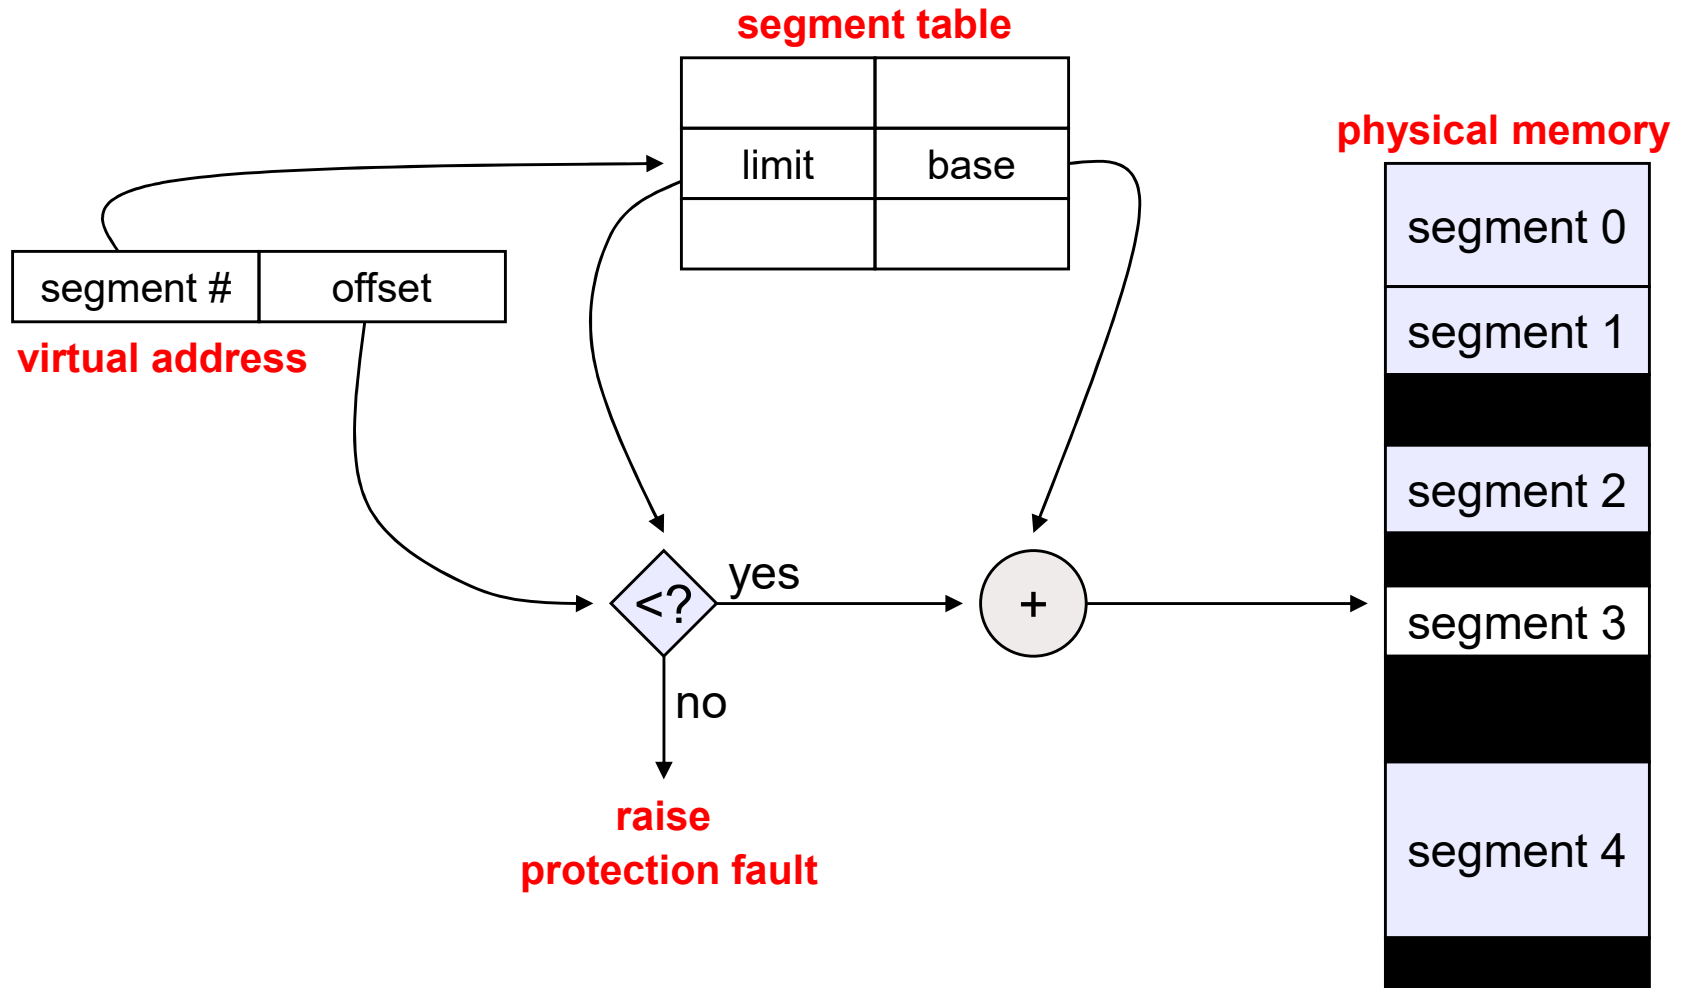 segment table
limit
base
physical memory
segment #
offset
virtual address
segment 0
segment 1
segment 2
segment 3
segment 4
<?
yes
+
no
raise
protection fault